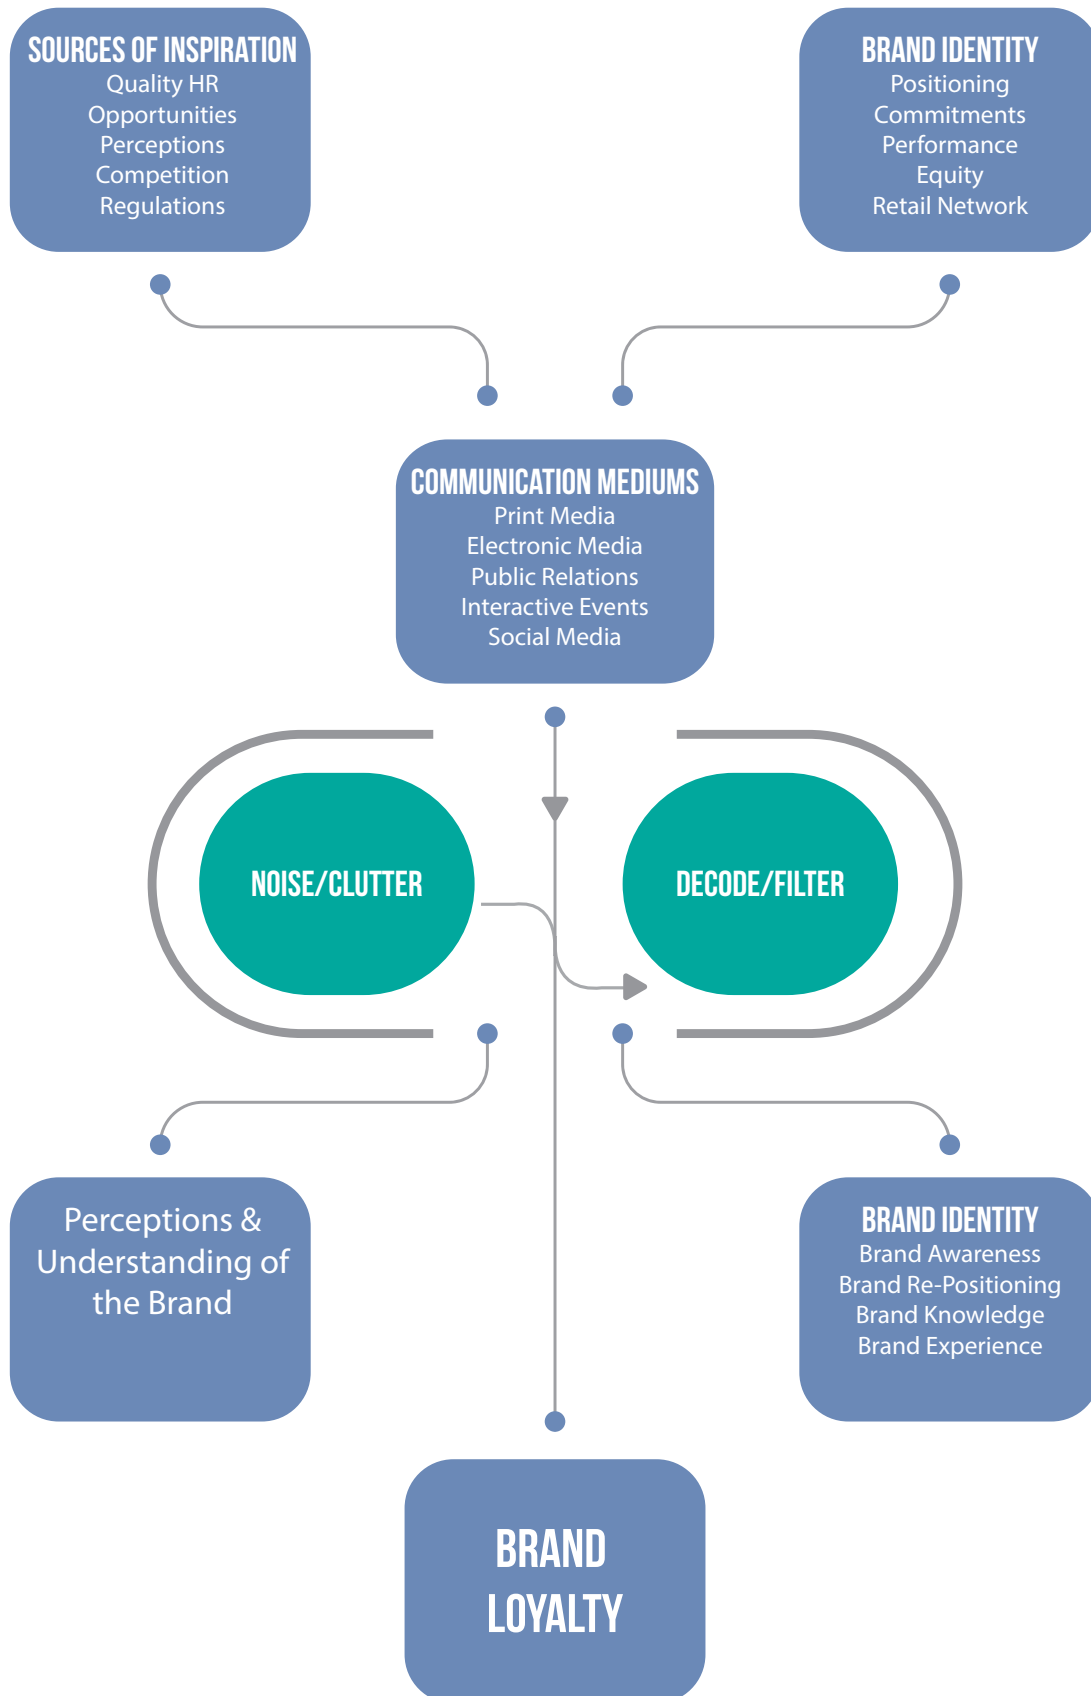 SOURCES OF INSPIRATION
Quality HR
Opportunities
Perceptions
Competition
Regulations
BRAND IDENTITY
Positioning
Commitments
Performance
Equity
Retail Network
COMMUNICATION MEDIUMS
Print Media
Electronic Media
Public Relations
Interactive Events
Social Media
NOISE/CLUTTER
DECODE/FILTER
Perceptions &
Understanding of
the Brand
BRAND IDENTITY
Brand Awareness
Brand Re-Positioning
Brand Knowledge
Brand Experience
BRAND
LOYALTY